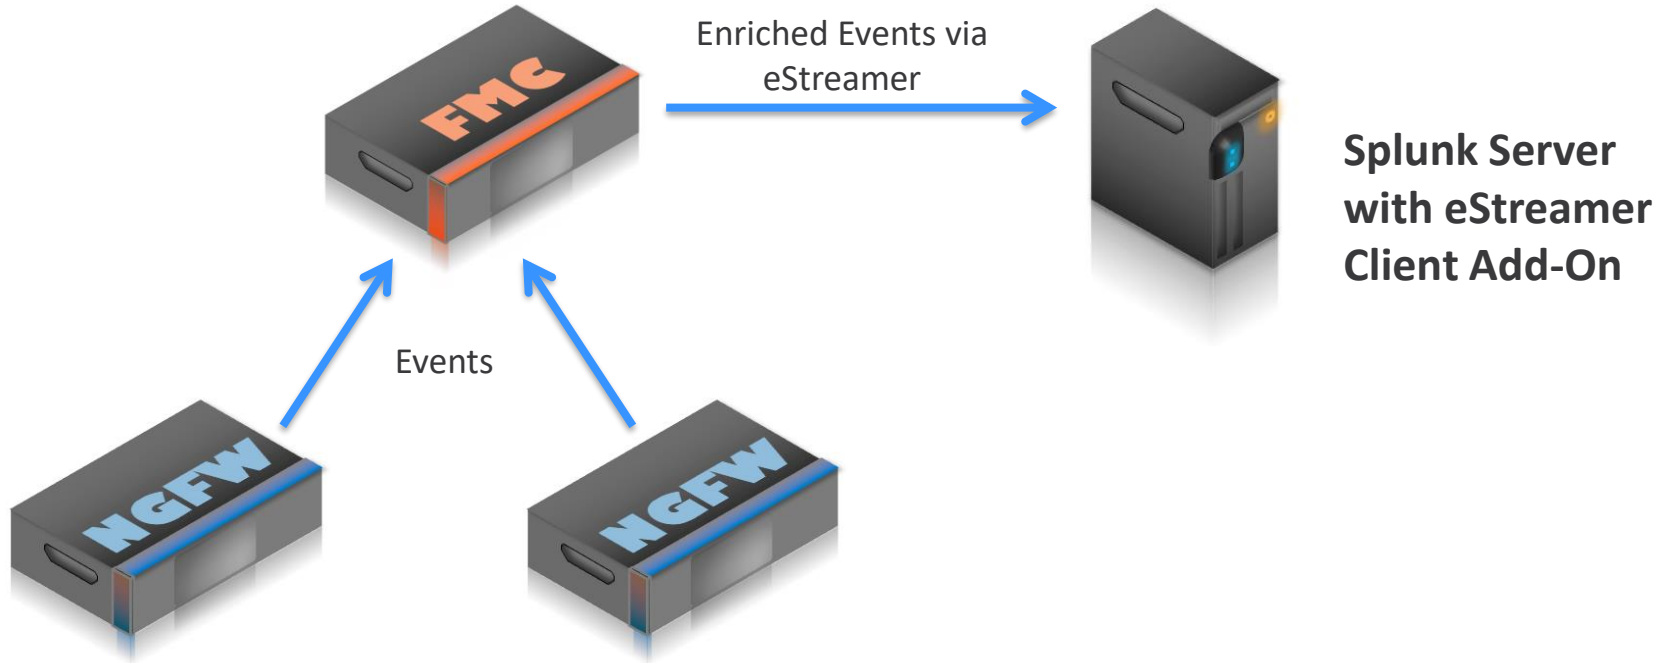 Enriched Events via
eStreamer
FMC
Splunk Server
with eStreamer
Client Add-On
Events
NGFW
NGFW